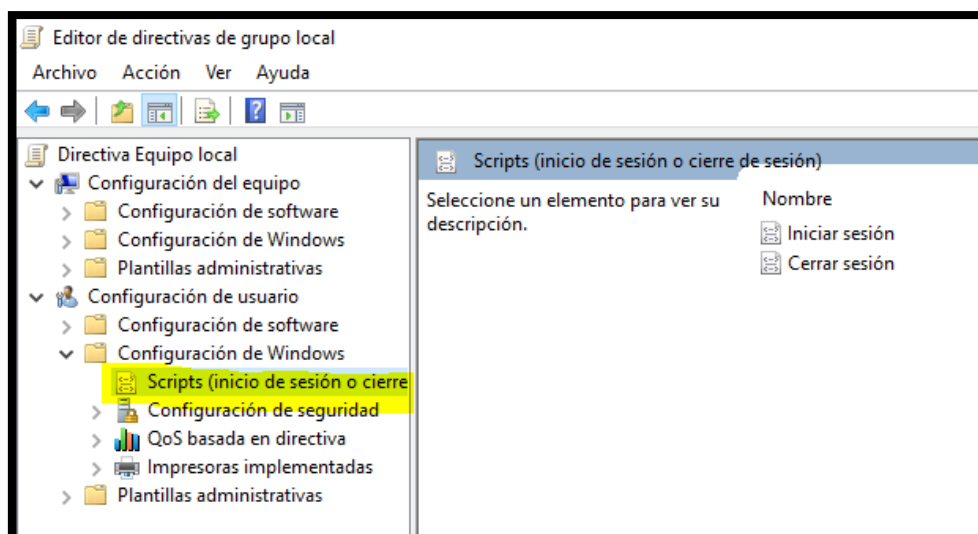 Editor de directivas de grupo local
Archivo Acción Ver Ayuda
Directiva Equipo local
Configuración del equipo
Configuración de software
Configuración de Windows
Plantillas administrativas
Configuración de usuario
Configuración de software
Configuración de Windows
Scripts (inicio de sesión o cierre
Configuración de seguridad
QoS basada en directiva
Impresoras implementadas
Plantillas administrativas
Scripts (inicio de sesión o cierre de sesión)
Seleccione un elemento para ver su
descripción.
Nombre
Iniciar sesión
Cerrar sesión